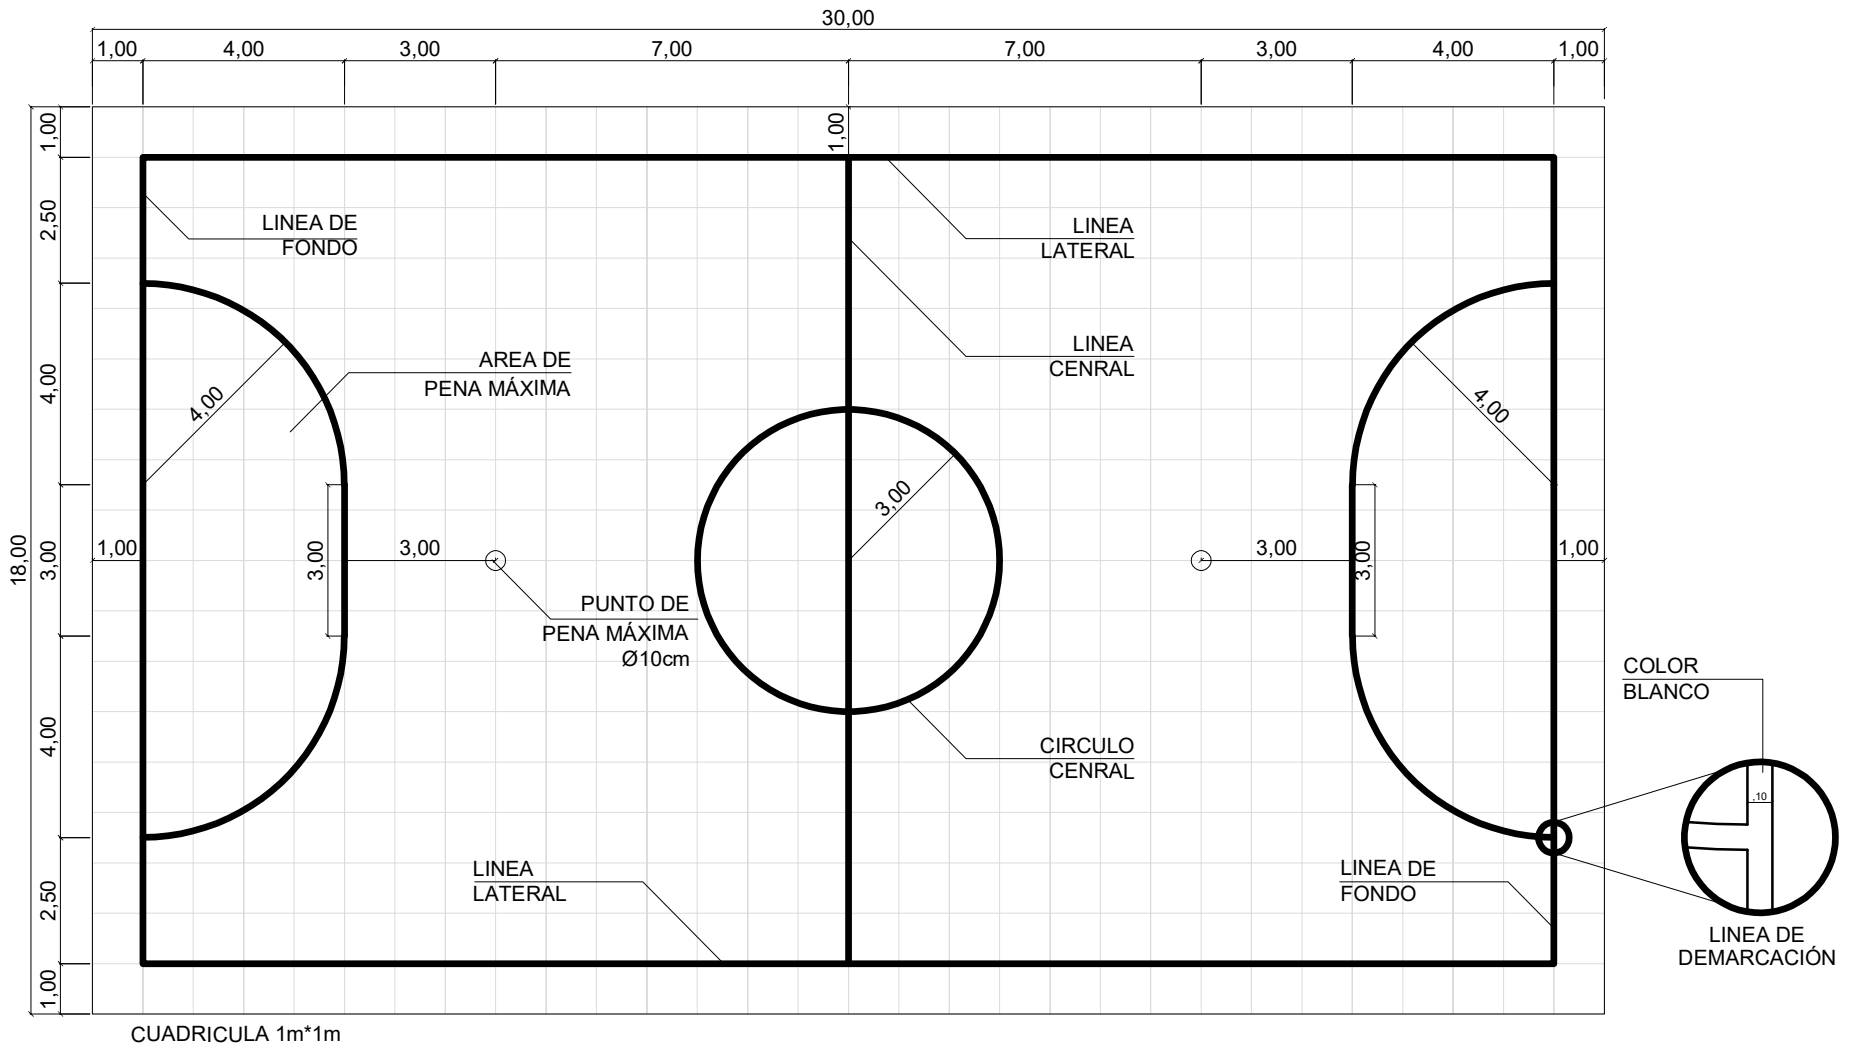 30,00
1,00 4,00 3,00 7,00 7,00 3,00 4,00 1,00
1,00
1,00
2,50
LINEA DE
FONDO
LINEA
LATERAL
LINEA
CENRAL
AREA DE
PENA MÁXIMA
4,00
4,00
4,00
3,00
18,00
3,00
1,00
3,00
3,00
3,00
3,00
1,00
PUNTO DE
PENA MÁXIMA
Ø10cm
COLOR
BLANCO
4,00
CIRCULO
CENRAL
,10
LINEA
LATERAL
LINEA DE
FONDO
2,50
LINEA DE
DEMARCACIÓN
1,00
CUADRICULA 1m*1m